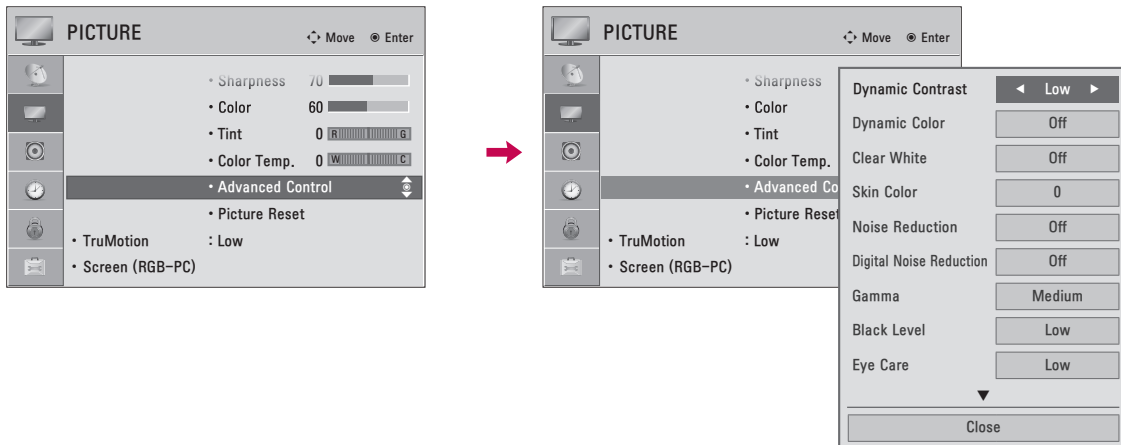 PICTURE
Move Enter
• Sharpness 70
• Color 60
• Tint 0 R G
• Color Temp. 0 W C
• Advanced Control
• Picture Reset
• TruMotion : Low
• Screen (RGB-PC)
PICTURE
Move Enter
• Sharpness
• Color
• Tint
• Color Temp.
• Advanced Co
• Picture Reset
• TruMotion : Low
• Screen (RGB-PC)
Dynamic Contrast ◄ Low ►
Dynamic Color Off
Clear White Off
Skin Color 0
Noise Reduction Off
Digital Noise Reduction Off
Gamma Medium
Black Level Low
Eye Care Low
▼
Close